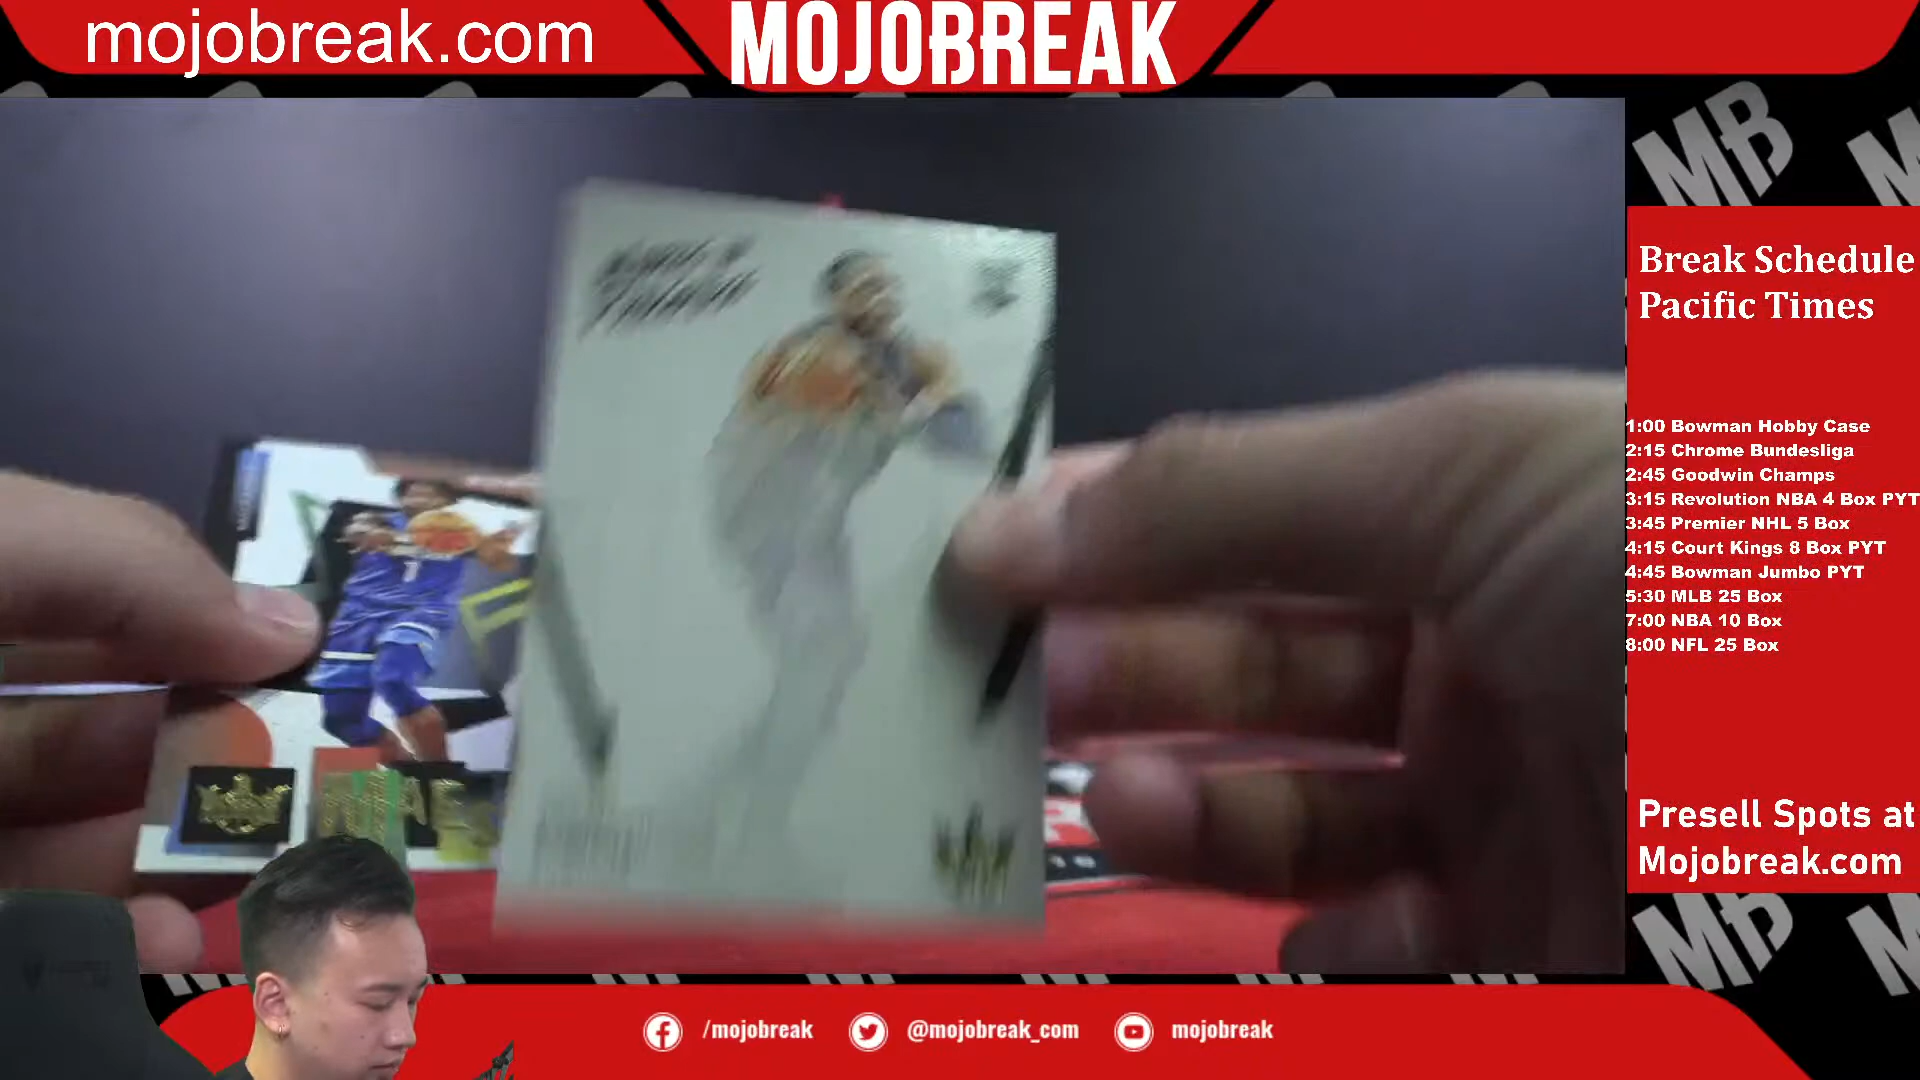 mojobreak.com
MOJOBREAK
MB
Break Schedule
Pacific Times
1:00 Bowman Hobby Case
2:15 Chrome Bundesliga
2:45 Goodwin Champs
3:15 Revolution NBA 4 Box PYT
3:45 Premier NHL 5 Box
4:15 Court Kings 8 Box PYT
4:45 Bowman Jumbo PYT
5:30 MLB 25 Box
7:00 NBA 10 Box
8:00 NFL 25 Box
Presell Spots at
Mojobreak.com
MB
/mojobreak
@mojobreak_com
mojobreak